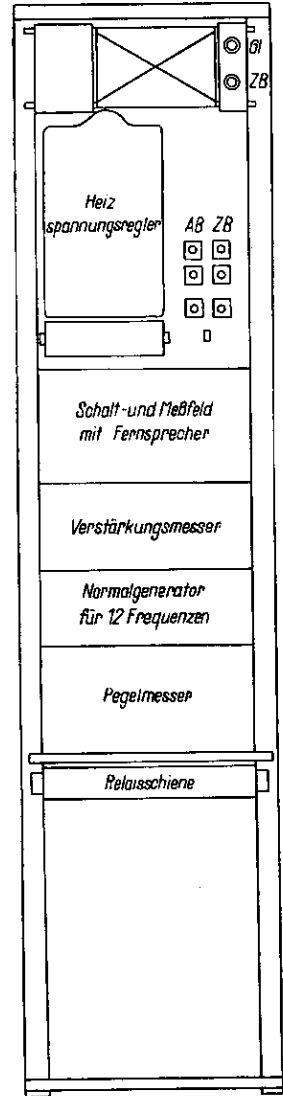 Gl
ZB
Heiz
spannungsregler
AB ZB
Schalt-und Meßfeld
mit Fernsprecher
Verstärkungsmesser
Normalgenerator
für 12 Frequenzen
Pegelmesser
Relaisschiene